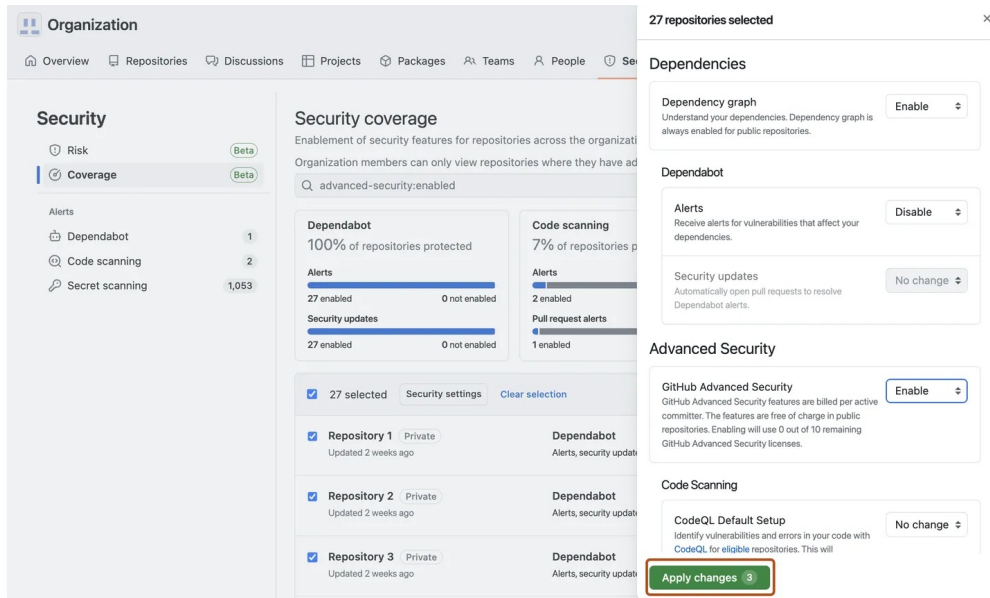 Organization
27 repositories selected
Overview Repositories Discussions Projects Packages Teams People
Security
Risk Beta
Coverage Beta
Alerts
Dependabot 1
Code scanning 2
Secret scanning 1,053
Security coverage
Enablement of security features for repositories across the
Organization members can only view repositories where they have
advanced-security:enabled
Dependabot
100% of repositories protected
Alerts
27 enabled 0 not enabled
Security updates
27 enabled 0 not enabled
Code scanning
7% of repositories
Alerts
2 enabled
Pull request alerts
1 enabled
27 selected Security settings Clear selection
Repository 1 Private
Updated 2 weeks ago
Dependabot
Alerts, security
Repository 2 Private
Updated 2 weeks ago
Dependabot
Alerts, security
Repository 3 Private
Updated 2 weeks ago
Dependabot
Alerts, security
Dependencies
Dependency graph
Understand your dependencies. Dependency graph is
always enabled for public repositories.
Enable
Dependabot
Alerts
Receive alerts for vulnerabilities that affect your
dependencies.
Disable
Security updates
Automatically open pull requests to resolve
Dependabot alerts.
No change
Advanced Security
GitHub Advanced Security
GitHub Advanced Security features are billed per active
committer. The features are free of charge in public
repositories. Enabling will use 0 out of 10 remaining
GitHub Advanced Security licenses.
Enable
Code Scanning
CodeQL Default Setup
Identify vulnerabilities and errors in your code with
CodeQL for eligible repositories. This will
No change
Apply changes 3